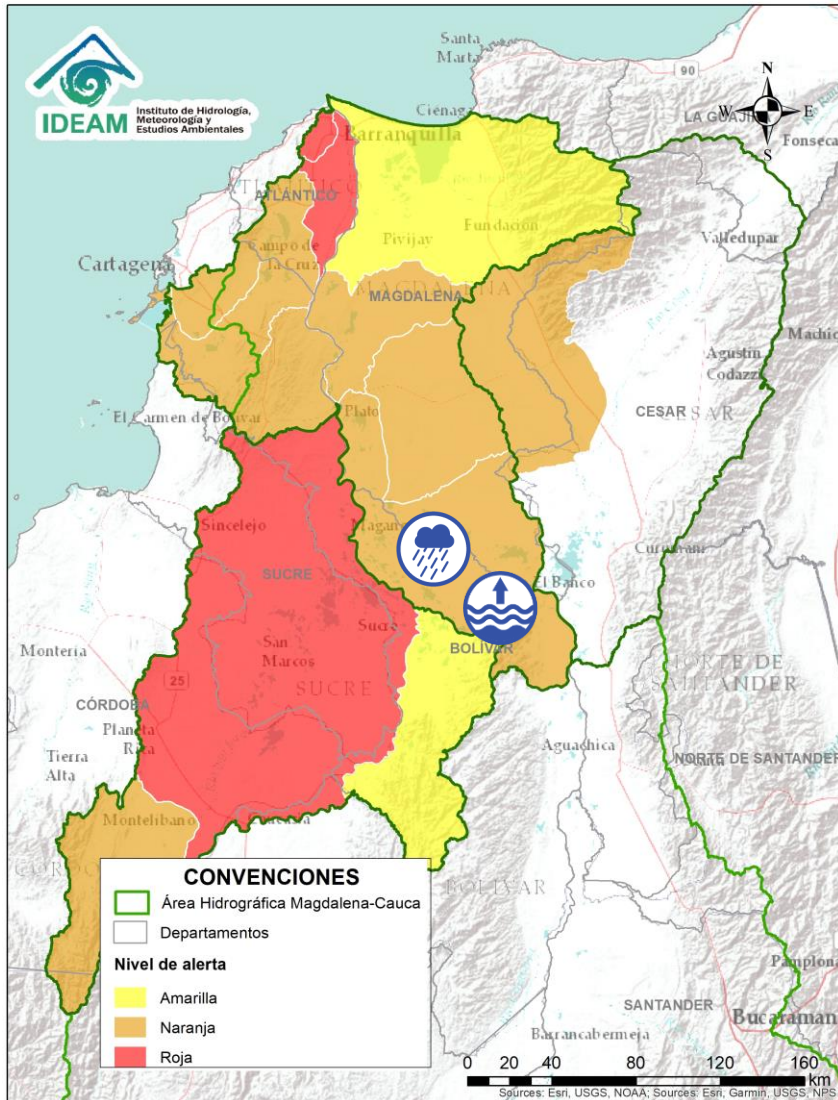 IDEAM
Instituto de Hidrología,
Meteorología y
Estudios Ambientales
Santa
Marta
90
N
W
E
S
Ciénaga
LA GUAJI
Fonseca
Barranquilla
ATLÁNTICO
Fundación
Campo de
la Cruz
Pivijay
Valledupar
Cartagena
MAGDALENA
Agustín
Codazzi
El Carmen de Bolívar
Plato
CESAR
CESAR
Sincelejo
SUCRE
Curumaní
El Banco
Sucre
San
Marcos
SUCRE
Montería
25
BOLÍVAR
CÓRDOBA
Planeta
Rica
NORTE DE
SANTANDER
Tierra
Alta
Aguachica
NORTE DE SANTANDER
Montelíbano
BOLÍVAR
CONVENCIONES
Área Hidrográfica Magdalena-Cauca
Departamentos
Nivel de alerta
Amarilla
Naranja
Roja
Pamplona
SANTANDER
Bucaraman
Barrancabermeja
0 20 40 80 120 160
km
Sources: Esri, USGS, NOAA; Sources: Esri, Garmin, USGS, NPS